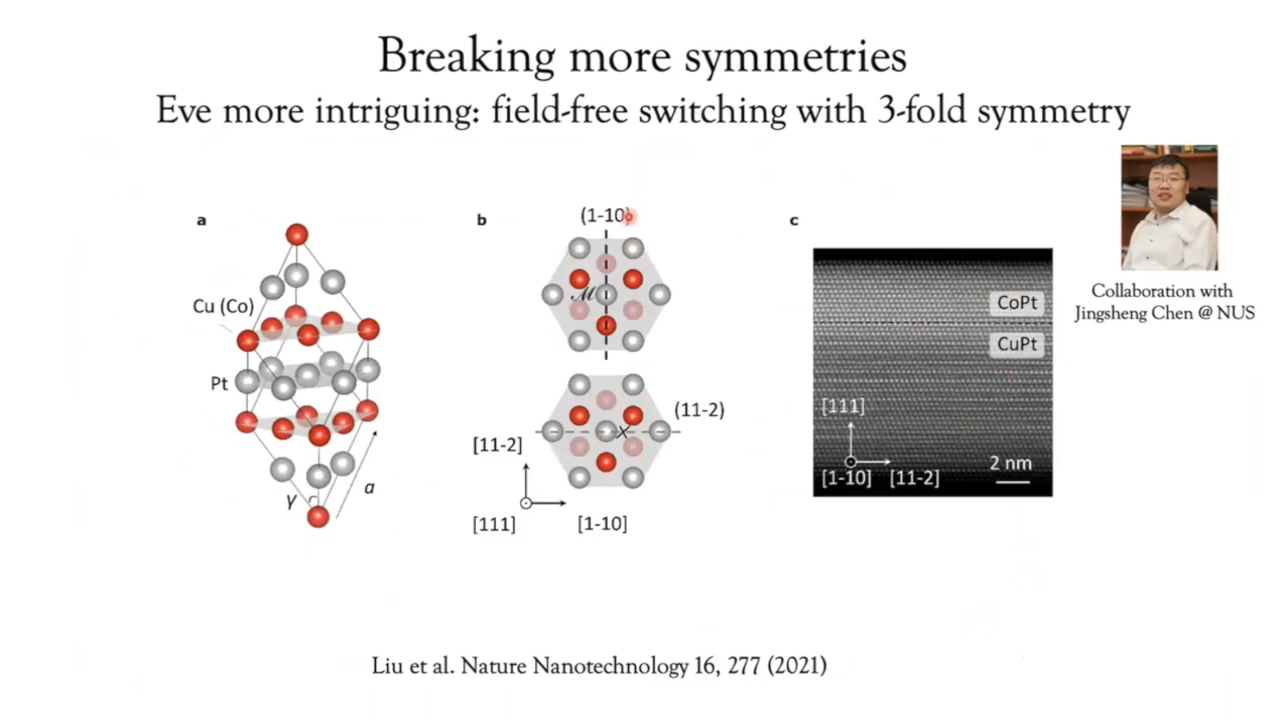 Breaking more symmetries
Eve more intriguing: field-free switching with 3-fold symmetry
a
Cu (Co)
Pt
γ
a
b
(1-10)
M
(11-2)
[11-2]
[111]
[1-10]
c
CoPt
CuPt
[111]
[1-10]
[11-2]
2 nm
Collaboration with
Jingsheng Chen @ NUS
Liu et al. Nature Nanotechnology 16, 277 (2021)